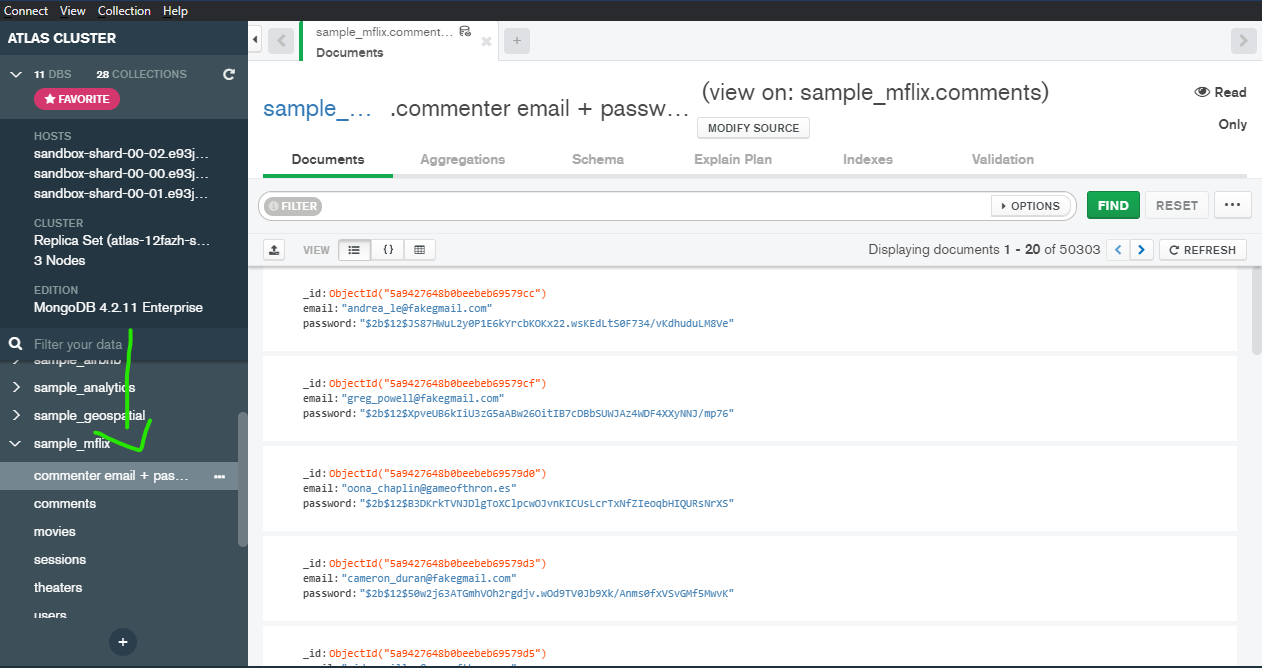 Connect View Collection Help
ATLAS CLUSTER
11 DBS 28 COLLECTIONS
FAVORITE
HOSTS
sandbox-shard-00-02.e93j...
sandbox-shard-00-00.e93j...
sandbox-shard-00-01.e93j...
CLUSTER
Replica Set (atlas-12fazh-s...
3 Nodes
EDITION
MongoDB 4.2.11 Enterprise
Filter your data
sample_airbnb
sample_analytics
sample_geospatial
sample_mflix
commenter email + pas...
comments
movies
sessions
theaters
users
sample_mflix.comment...
Documents
sample_... .commenter email + passw... (view on: sample_mflix.comments)
MODIFY SOURCE
Read
Only
Documents Aggregations Schema Explain Plan Indexes Validation
FILTER OPTIONS FIND RESET ...
VIEW {} Displaying documents 1 - 20 of 50303 < > REFRESH
_id: ObjectId("5a9427648b0beebeb69579cc")
email: "andrea_le@fakegmail.com"
password: "$2b$12$JS87HWuL2y0P1E6kYrcbKOKx22.wsKEdLtS0F734/vKdhuduLM8Ve"
_id: ObjectId("5a9427648b0beebeb69579cf")
email: "greg_powell@fakegmail.com"
password: "$2b$12$XpveUB6kIiU3zG5aABw26OitIB7cDBbSUWJAz4WDF4XXyNNJ/mp76"
_id: ObjectId("5a9427648b0beebeb69579d0")
email: "oona_chaplin@gameofthron.es"
password: "$2b$12$B3DKrkTVNJDlgToXClpcwOJvnKICUsLcrTxNfZIeoqbHIQURsNrXS"
_id: ObjectId("5a9427648b0beebeb69579d3")
email: "cameron_duran@fakegmail.com"
password: "$2b$12$50w2j63ATGmhVOh2rgdjv.wOd9TV0Jb9Xk/Anms0fxVSvGMf5MwvK"
_id: ObjectId("5a9427648b0beebeb69579d5")